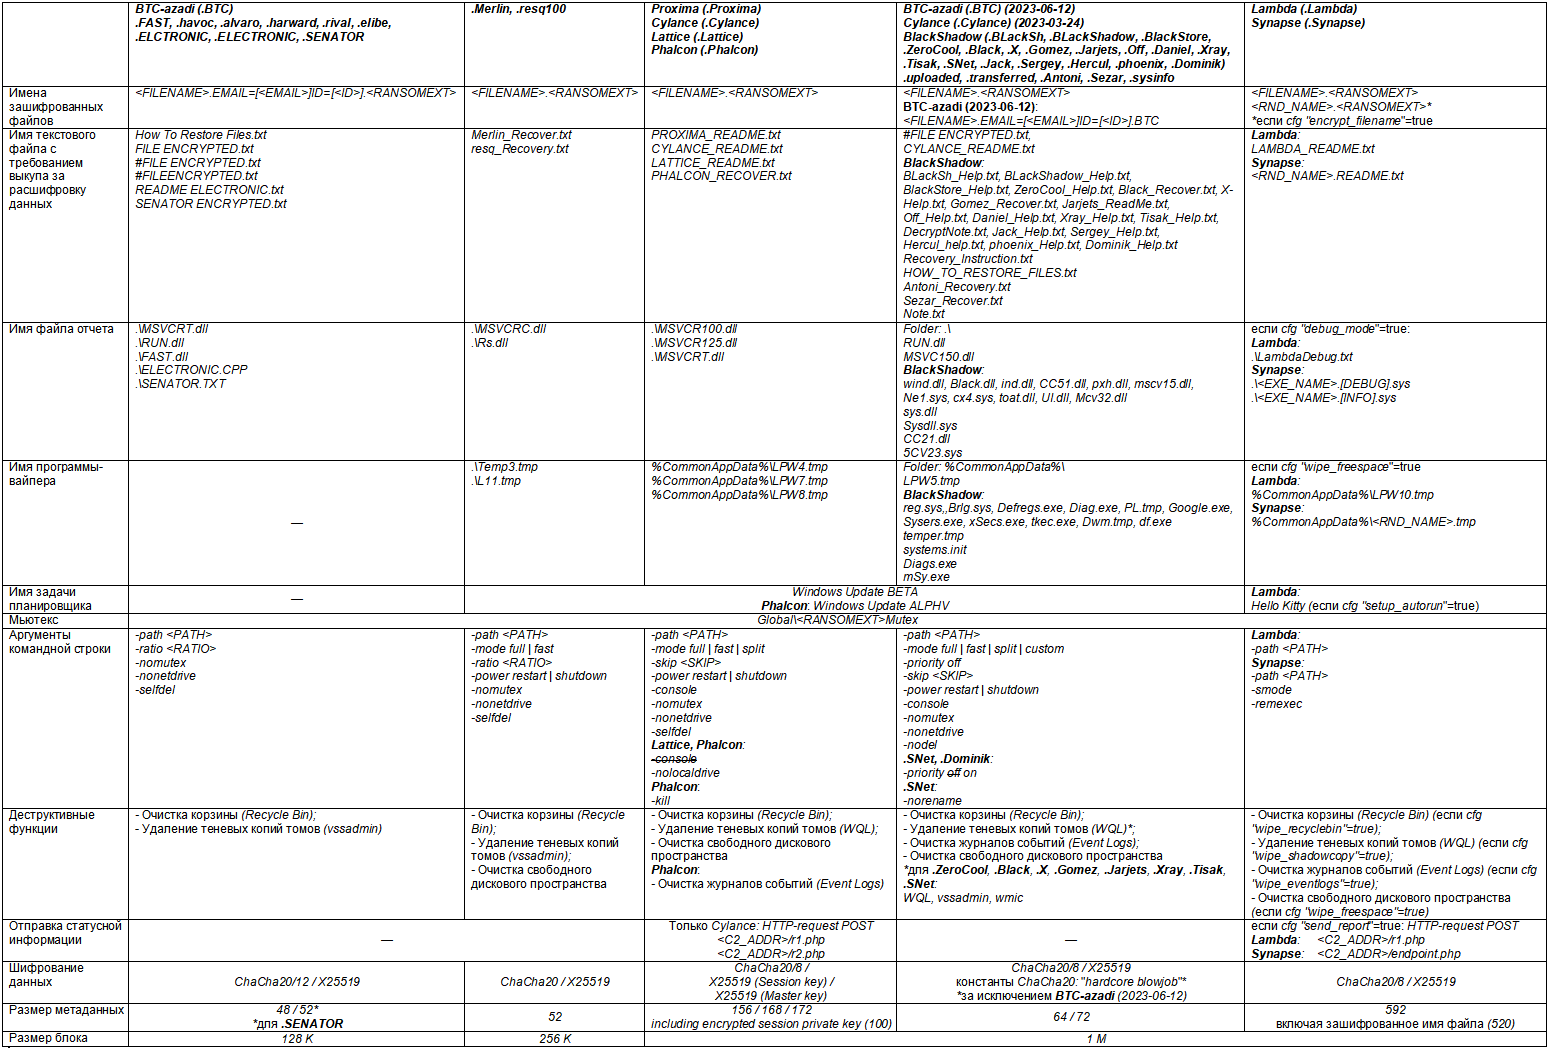 BTC-azadi (.BTC)
.FAST, .havoc, .alvaro, .harward, .rival, .elibe,
.ELCTRONIC, .ELECTRONIC, .SENATOR
.Merlin, .resq100
Proxima (.Proxima)
Cylance (.Cylance)
Lattice (.Lattice)
Phalcon (.Phalcon)
BTC-azadi (.BTC) (2023-06-12)
Cylance (.Cylance) (2023-03-24)
BlackShadow (.BLackSh, .BLackShadow, .BlackStore,
.ZeroCool, .Black, .X, .Gomez, .Jarjets, .Off, .Daniel, .Xray,
.Tisak, .SNet, .Jack, .Sergey, .Hercul, .phoenix, .Dominik)
.uploaded, .transferred, .Antoni, .Sezar, .sysinfo
Lambda (.Lambda)
Synapse (.Synapse)
Имена
зашифрованных
файлов
<FILENAME>.EMAIL=[<EMAIL>]ID=[<ID>].<RANSOMEXT>
<FILENAME>.<RANSOMEXT>
<FILENAME>.<RANSOMEXT>
<FILENAME>.<RANSOMEXT>
BTC-azadi (2023-06-12):
<FILENAME>.EMAIL=[<EMAIL>]ID=[<ID>].BTC
<FILENAME>.<RANSOMEXT>
<RND_NAME>.<RANSOMEXT>*
*если cfg "encrypt_filename"=true
Имя текстового
файла с
требованием
выкупа за
расшифровку
данных
How To Restore Files.txt
FILE ENCRYPTED.txt
#FILE ENCRYPTED.txt
#FILEENCRYPTED.txt
README ELECTRONIC.txt
SENATOR ENCRYPTED.txt
Merlin_Recover.txt
resq_Recovery.txt
PROXIMA_README.txt
CYLANCE_README.txt
LATTICE_README.txt
PHALCON_RECOVER.txt
#FILE ENCRYPTED.txt,
CYLANCE_README.txt
BlackShadow:
BLackSh_Help.txt, BLackShadow_Help.txt,
BlackStore_Help.txt, ZeroCool_Help.txt, Black_Recover.txt, X-
Help.txt, Gomez_Recover.txt, Jarjets_ReadMe.txt,
Off_Help.txt, Daniel_Help.txt, Xray_Help.txt, Tisak_Help.txt,
DecryptNote.txt, Jack_Help.txt, Sergey_Help.txt,
Hercul_help.txt, phoenix_Help.txt, Dominik_Help.txt
Recovery_Instruction.txt
HOW_TO_RESTORE_FILES.txt
Antoni_Recovery.txt
Sezar_Recover.txt
Note.txt
Lambda:
LAMBDA_README.txt
Synapse:
<RND_NAME>.README.txt
Имя файла отчета
.\MSVCRT.dll
.\RUN.dll
.\FAST.dll
.\ELECTRONIC.CPP
.\SENATOR.TXT
.\MSVCRC.dll
.\Rs.dll
.\MSVCR100.dll
.\MSVCR125.dll
.\MSVCRT.dll
Folder: .\
RUN.dll
MSVC150.dll
BlackShadow:
wind.dll, Black.dll, ind.dll, CC51.dll, pxh.dll, mscv15.dll,
Ne1.sys, cx4.sys, toat.dll, UI.dll, Mcv32.dll
sys.dll
Sysdll.sys
CC21.dll
5CV23.sys
если cfg "debug_mode"=true:
Lambda:
.\LambdaDebug.txt
Synapse:
.\<EXE_NAME>.[DEBUG].sys
.\<EXE_NAME>.[INFO].sys
Имя программы-
вайпера
—
.\Temp3.tmp
.\L11.tmp
%CommonAppData%\LPW4.tmp
%CommonAppData%\LPW7.tmp
%CommonAppData%\LPW8.tmp
Folder: %CommonAppData%\
LPW5.tmp
BlackShadow:
reg.sys,,Brlg.sys, Defregs.exe, Diag.exe, PL.tmp, Google.exe,
Sysers.exe, xSecs.exe, tkec.exe, Dwm.tmp, df.exe
temper.tmp
systems.init
Diags.exe
mSy.exe
если cfg "wipe_freespace"=true
Lambda:
%CommonAppData%\LPW10.tmp
Synapse:
%CommonAppData%\<RND_NAME>.tmp
Имя задачи
планировщика
—
Windows Update BETA
Phalcon: Windows Update ALPHV
Lambda:
Hello Kitty (если cfg "setup_autorun"=true)
Мьютекс
Global\<RANSOMEXT>Mutex
Аргументы
командной строки
-path <PATH>
-ratio <RATIO>
-nomutex
-nonetdrive
-selfdel
-path <PATH>
-mode full | fast
-ratio <RATIO>
-power restart | shutdown
-nomutex
-nonetdrive
-selfdel
-path <PATH>
-mode full | fast | split
-skip <SKIP>
-power restart | shutdown
-console
-nomutex
-nonetdrive
-selfdel
Lattice, Phalcon:
-console
-nolocaldrive
Phalcon:
-kill
-path <PATH>
-mode full | fast | split | custom
-priority off
-skip <SKIP>
-power restart | shutdown
-console
-nomutex
-nonetdrive
-nodel
.SNet, .Dominik:
-priority off on
.SNet:
-norename
Lambda:
-path <PATH>
Synapse:
-path <PATH>
-smode
-remexec
Деструктивные
функции
- Очистка корзины (Recycle Bin);
- Удаление теневых копий томов (vssadmin)
- Очистка корзины (Recycle
Bin);
- Удаление теневых копий
томов (vssadmin);
- Очистка свободного
дискового пространства
- Очистка корзины (Recycle Bin);
- Удаление теневых копий томов (WQL);
- Очистка свободного дискового
пространства
Phalcon:
- Очистка журналов событий (Event Logs)
- Очистка корзины (Recycle Bin);
- Удаление теневых копий томов (WQL)*;
- Очистка журналов событий (Event Logs);
- Очистка свободного дискового пространства
*для .ZeroCool, .Black, .X, .Gomez, .Jarjets, .Xray, .Tisak,
.SNet:
WQL, vssadmin, wmic
- Очистка корзины (Recycle Bin) (если cfg
"wipe_recyclebin"=true);
- Удаление теневых копий томов (WQL) (если cfg
"wipe_shadowcopy"=true);
- Очистка журналов событий (Event Logs) (если cfg
"wipe_eventlogs"=true);
- Очистка свободного дискового пространства
(если cfg "wipe_freespace"=true)
Отправка статусной
информации
—
Только Cylance: HTTP-request POST
<C2_ADDR>/r1.php
<C2_ADDR>/r2.php
—
если cfg "send_report"=true: HTTP-request POST
Lambda: <C2_ADDR>/r1.php
Synapse: <C2_ADDR>/endpoint.php
Шифрование
данных
ChaCha20/12 / X25519
ChaCha20 / X25519
ChaCha20/8 /
X25519 (Session key) /
X25519 (Master key)
ChaCha20/8 / X25519
константы ChaCha20: "hardcore blowjob"*
*за исключением BTC-azadi (2023-06-12)
ChaCha20/8 / X25519
Размер метаданных
48 / 52*
*для .SENATOR
52
156 / 168 / 172
including encrypted session private key (100)
64 / 72
592
включая зашифрованное имя файла (520)
Размер блока
128 K
256 K
1 M